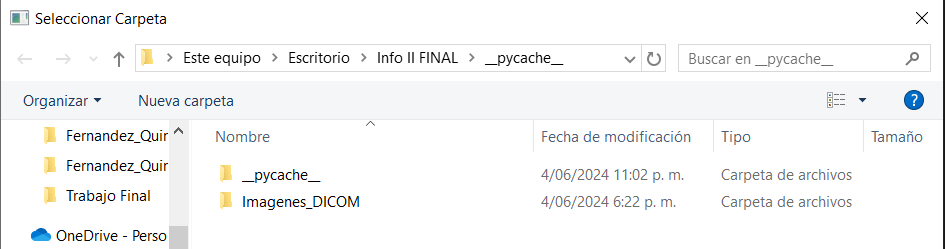 Seleccionar Carpeta
Este equipo > Escritorio > Info II FINAL > __pycache__
Buscar en __pycache__
Organizar Nueva carpeta
Nombre Fecha de modificación Tipo Tamaño
Fernandez_Quir
Fernandez_Quir
Trabajo Final
OneDrive - Perso
__pycache__ 4/06/2024 11:02 p. m. Carpeta de archivos
Imagenes_DICOM 4/06/2024 6:22 p. m. Carpeta de archivos